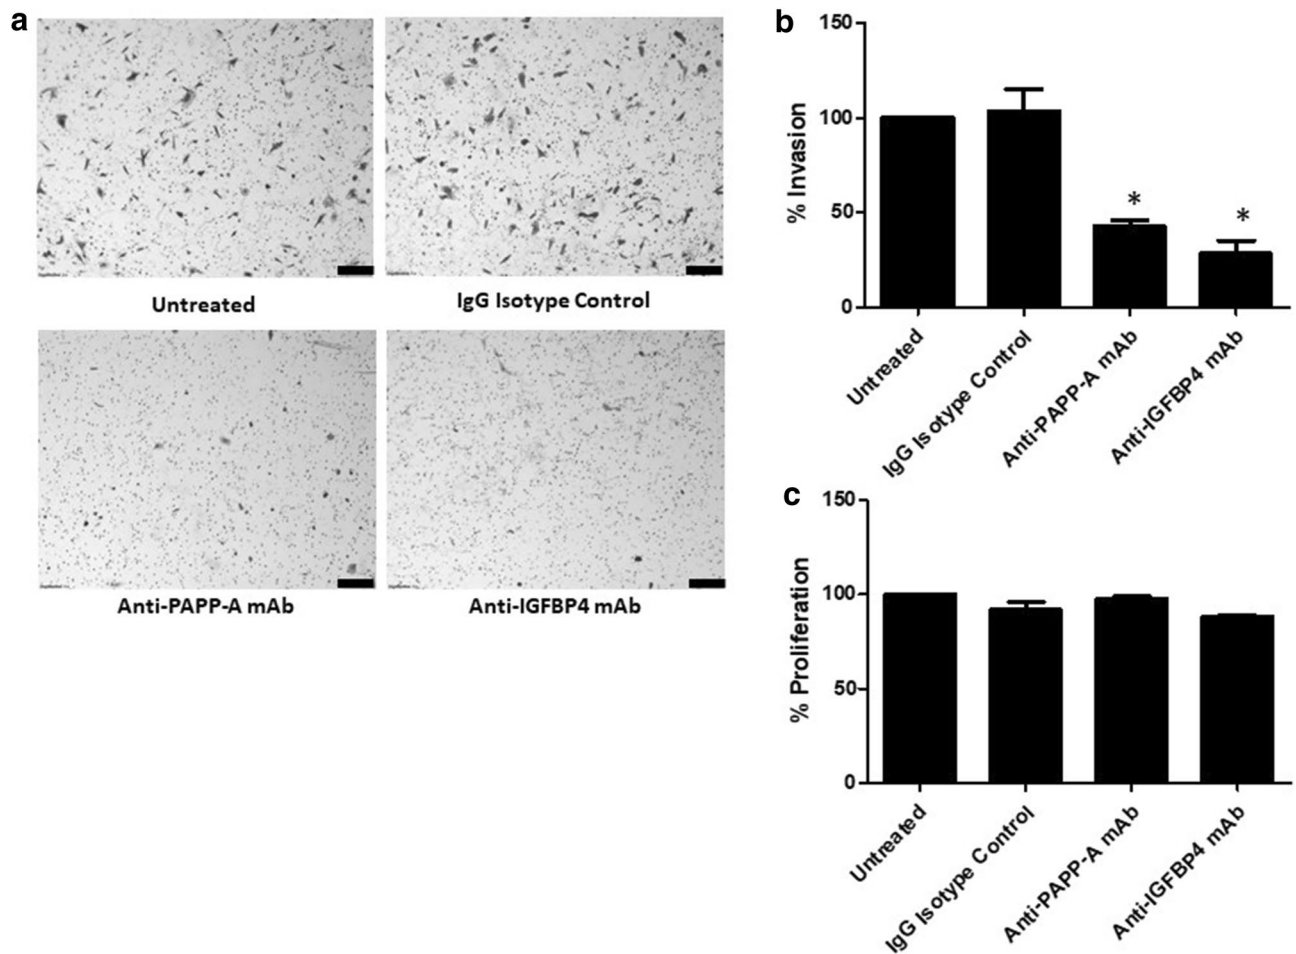 a
Untreated
IgG Isotype Control
Anti-PAPP-A mAb
Anti-IGFBP4 mAb
b
150
100
50
0
% Invasion
*
*
Untreated
IgG Isotype Control
Anti-PAPP-A mAb
Anti-IGFBP4 mAb
c
150
100
50
0
% Proliferation
Untreated
IgG Isotype Control
Anti-PAPP-A mAb
Anti-IGFBP4 mAb